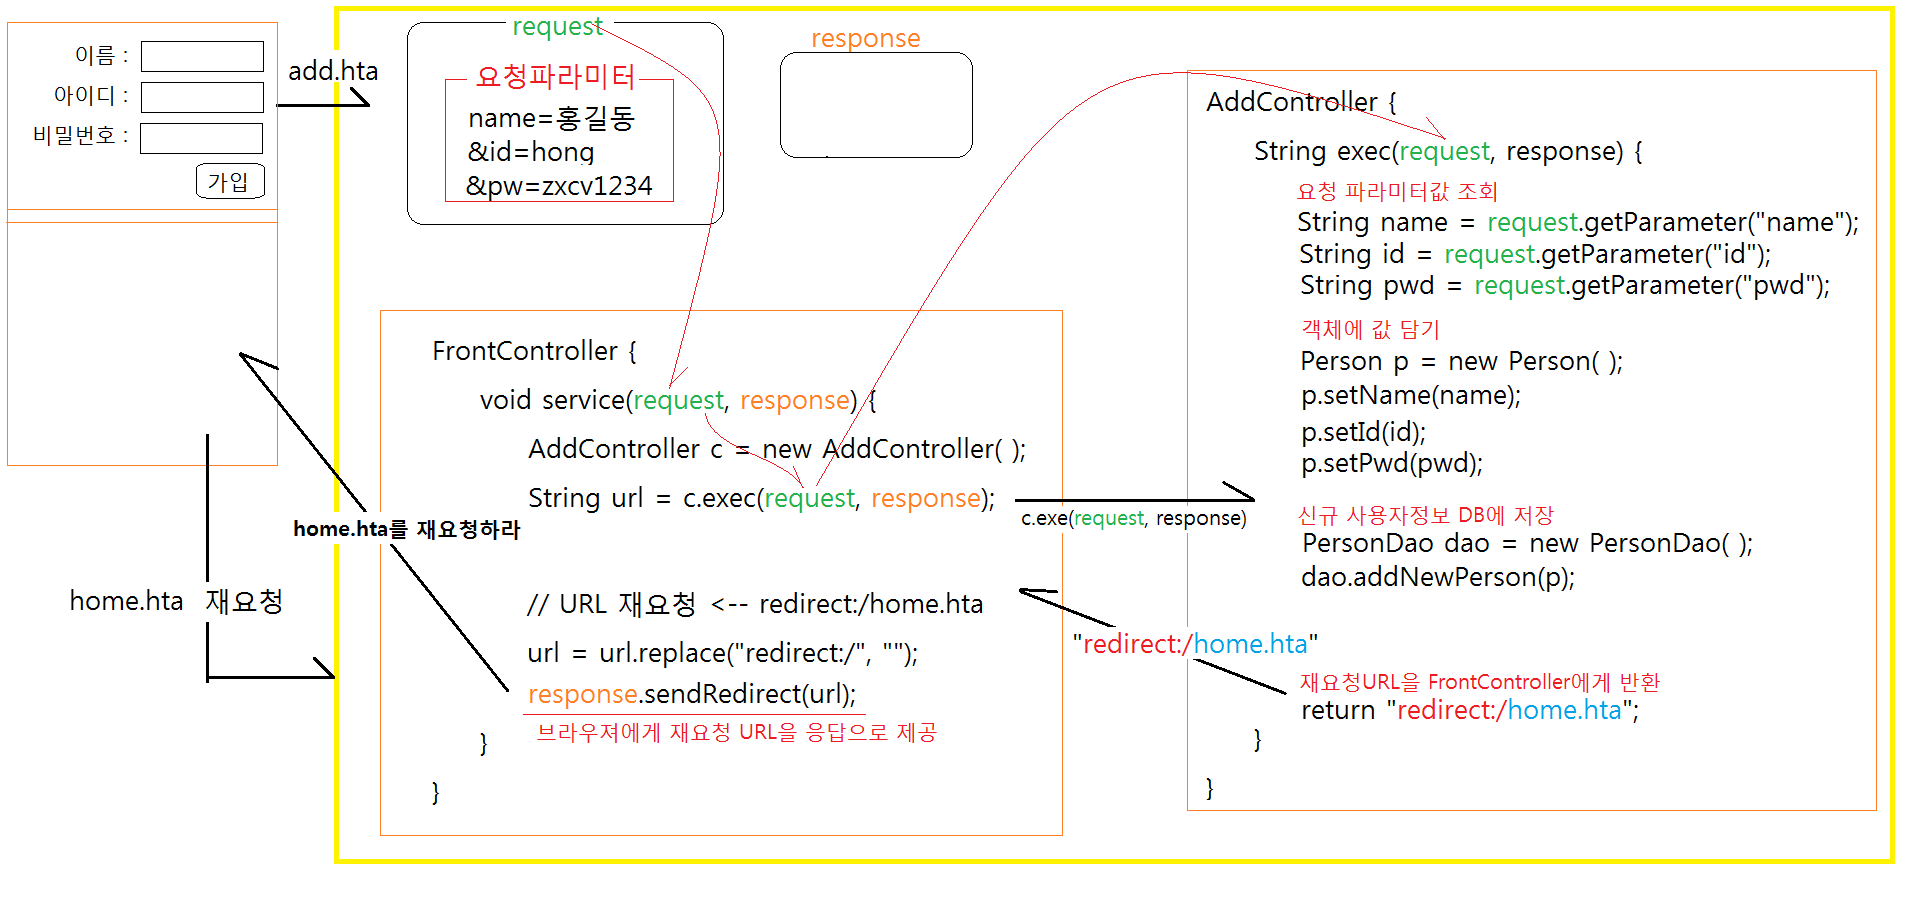 이름 :
아이디 :
비밀번호 :
가입
add.hta
request
요청파라미터
name=홍길동
&id=hong
&pw=zxcv1234
response
FrontController {
void service(request, response) {
AddController c = new AddController( );
String url = c.exec(request, response);
// URL 재요청 <-- redirect:/home.hta
url = url.replace("redirect:/", "");
response.sendRedirect(url);
브라우져에게 재요청 URL을 응답으로 제공
}
}
home.hta를 재요청하라
home.hta 재요청
c.exe(request, response)
"redirect:/home.hta"
AddController {
String exec(request, response) {
요청 파라미터값 조회
String name = request.getParameter("name");
String id = request.getParameter("id");
String pwd = request.getParameter("pwd");
객체에 값 담기
Person p = new Person( );
p.setName(name);
p.setId(id);
p.setPwd(pwd);
신규 사용자정보 DB에 저장
PersonDao dao = new PersonDao( );
dao.addNewPerson(p);
재요청URL을 FrontController에게 반환
return "redirect:/home.hta";
}
}